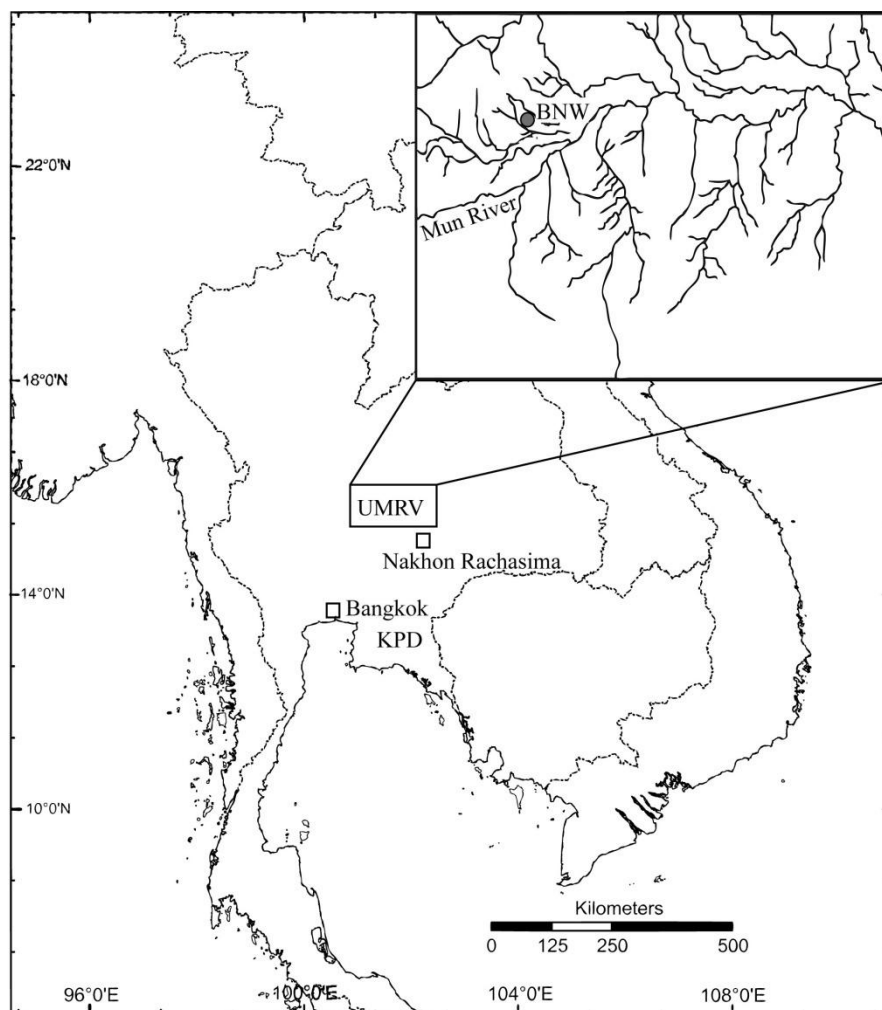 BNW
Mun River
22°0'N
18°0'N
UMRV
Nakhon Rachasima
14°0'N
Bangkok
KPD
10°0'N
Kilometers
0 125 250 500
96°0'E 100°0'E 104°0'E 108°0'E